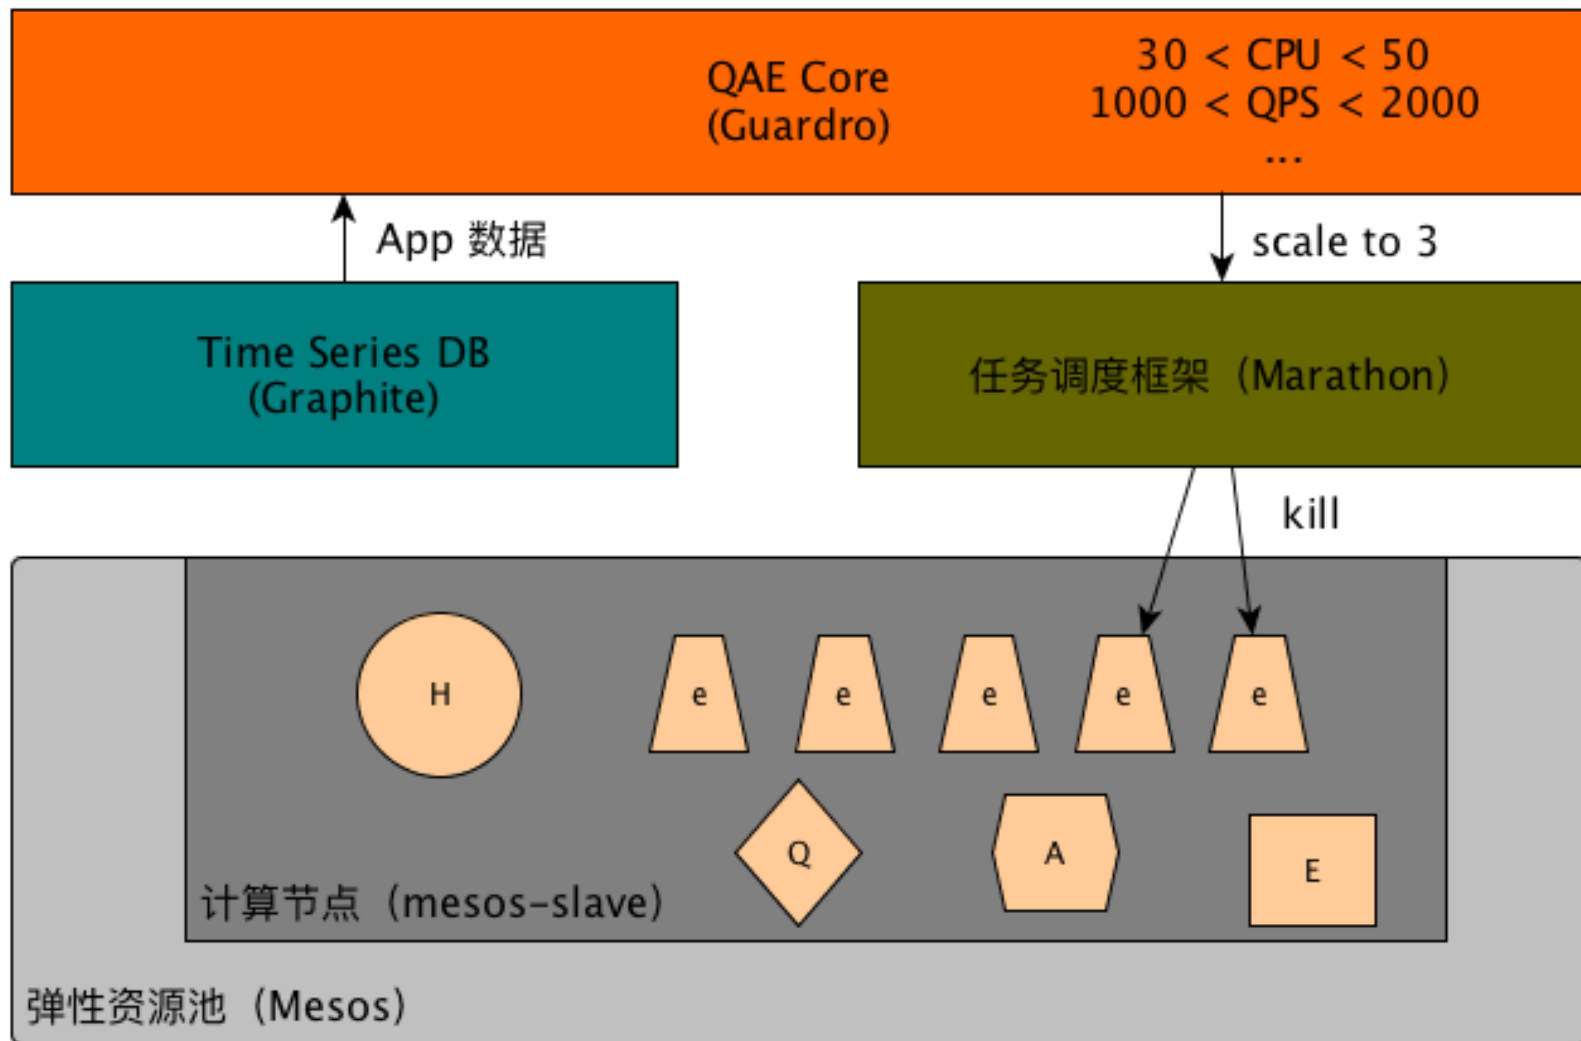 QAE Core
(Guardro)
30 < CPU < 50
1000 < QPS < 2000
...
App 数据
scale to 3
Time Series DB
(Graphite)
任务调度框架（Marathon）
kill
H
e
e
e
e
e
Q
A
E
计算节点（mesos-slave）
弹性资源池（Mesos）